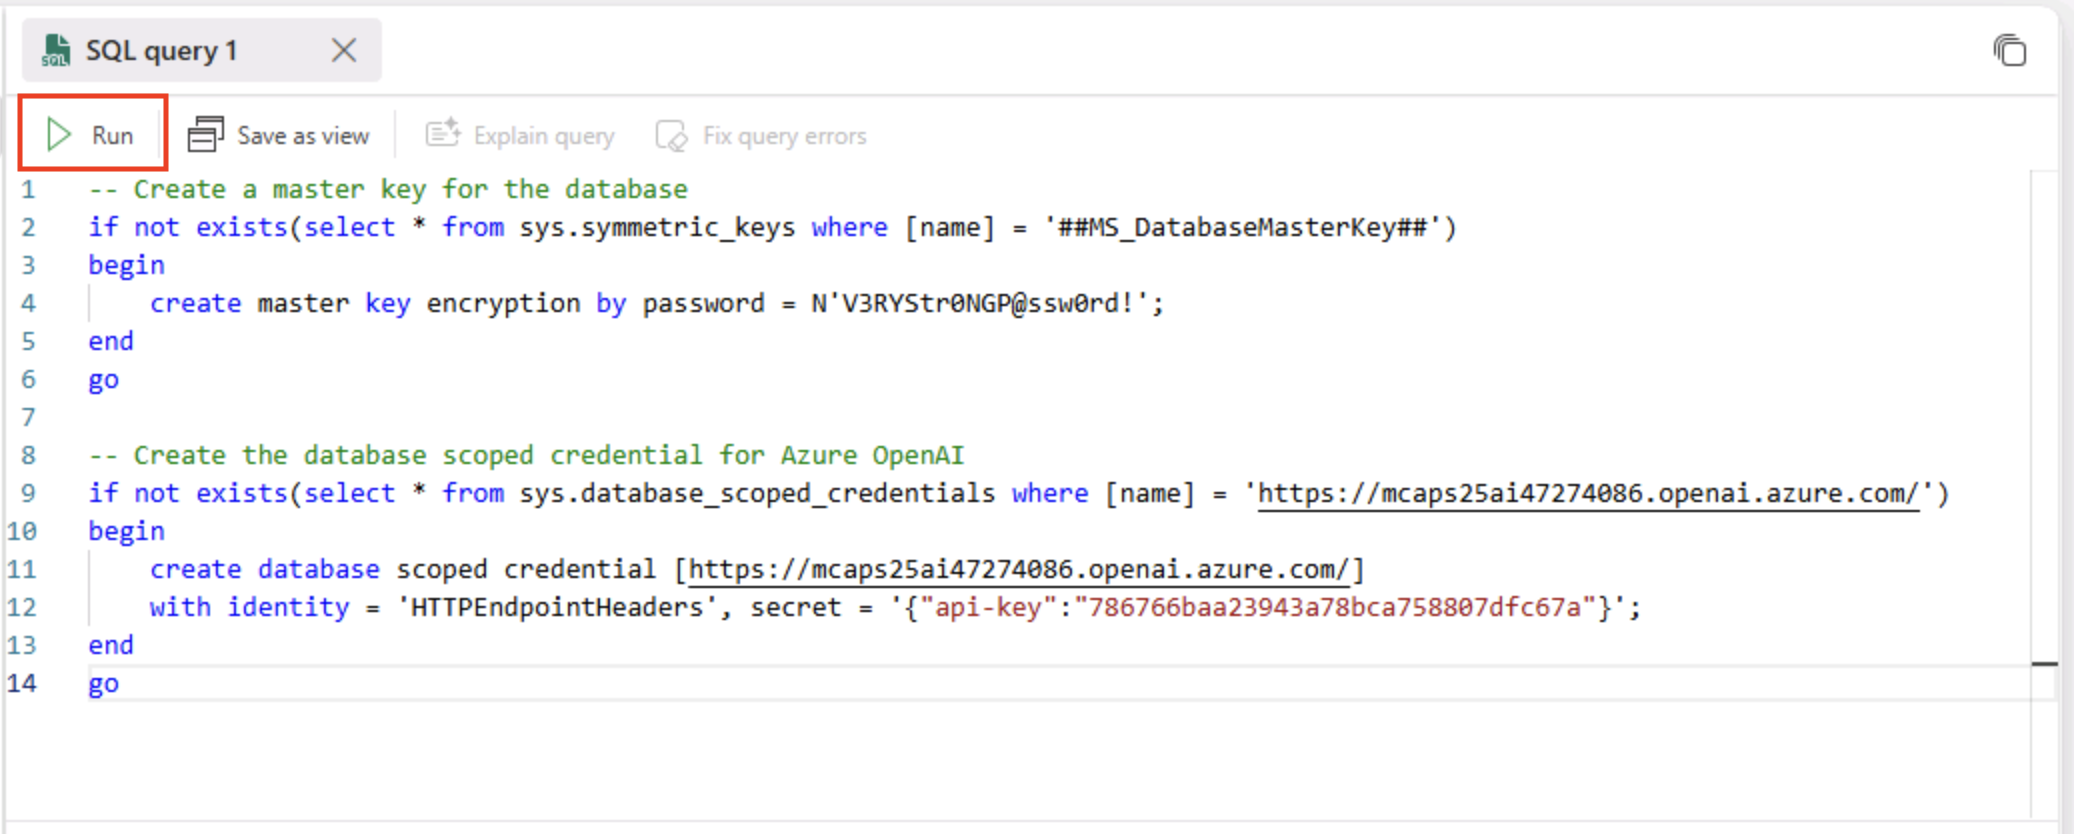 SQL query 1
Run Save as view Explain query Fix query errors
1 -- Create a master key for the database
2 if not exists(select * from sys.symmetric_keys where [name] = '##MS_DatabaseMasterKey##')
3 begin
4 create master key encryption by password = N'V3RYStr0NGP@ssw0rd!';
5 end
6 go
7
8 -- Create the database scoped credential for Azure OpenAI
9 if not exists(select * from sys.database_scoped_credentials where [name] = 'https://mcaps25ai47274086.openai.azure.com/')
10 begin
11 create database scoped credential [https://mcaps25ai47274086.openai.azure.com/]
12 with identity = 'HTTPEndpointHeaders', secret = '{"api-key":"786766baa23943a78bca758807dfc67a"}';
13 end
14 go